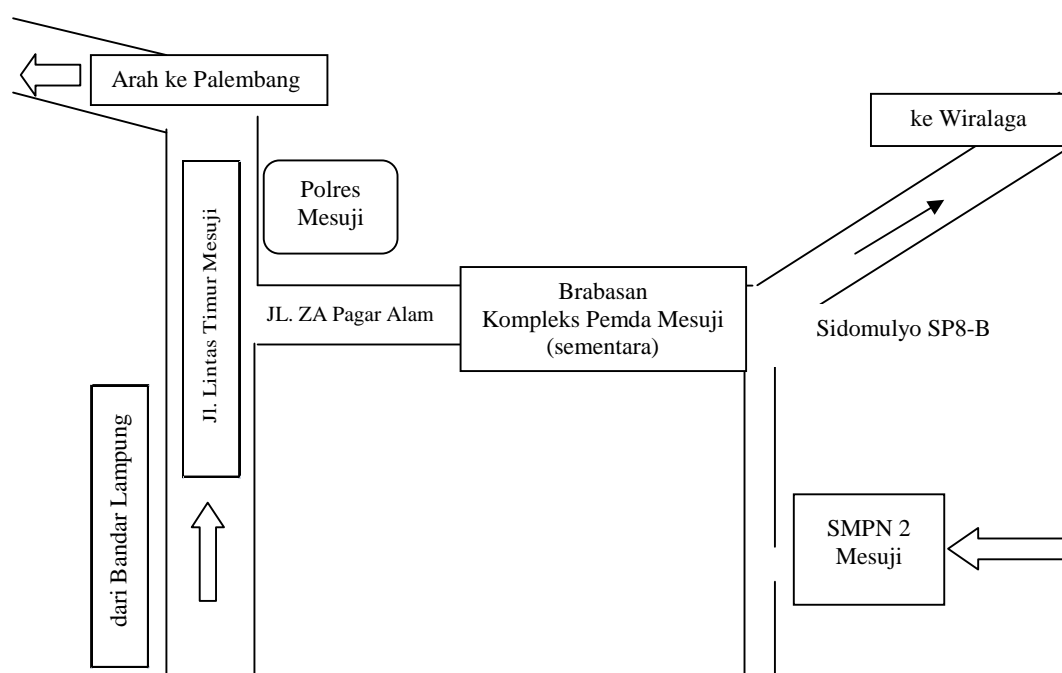 Arah ke Palembang
ke Wiralaga
Polres
Mesuji
Jl. Lintas Timur Mesuji
JL. ZA Pagar Alam
Brabasan
Kompleks Pemda Mesuji
(sementara)
Sidomulyo SP8-B
dari Bandar Lampung
SMPN 2
Mesuji